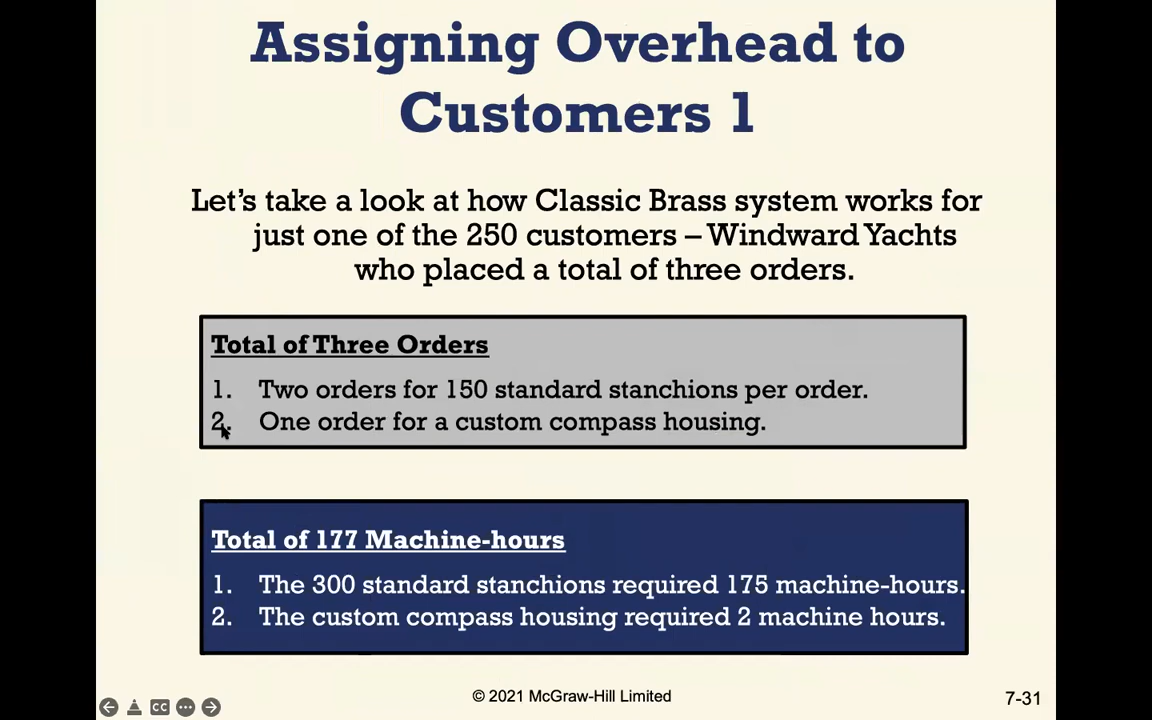 Assigning Overhead to
Customers 1
Let's take a look at how Classic Brass system works for
just one of the 250 customers – Windward Yachts
who placed a total of three orders.
Total of Three Orders
1. Two orders for 150 standard stanchions per order.
2. One order for a custom compass housing.
Total of 177 Machine-hours
1. The 300 standard stanchions required 175 machine-hours.
2. The custom compass housing required 2 machine hours.
CC
© 2021 McGraw-Hill Limited
7-31